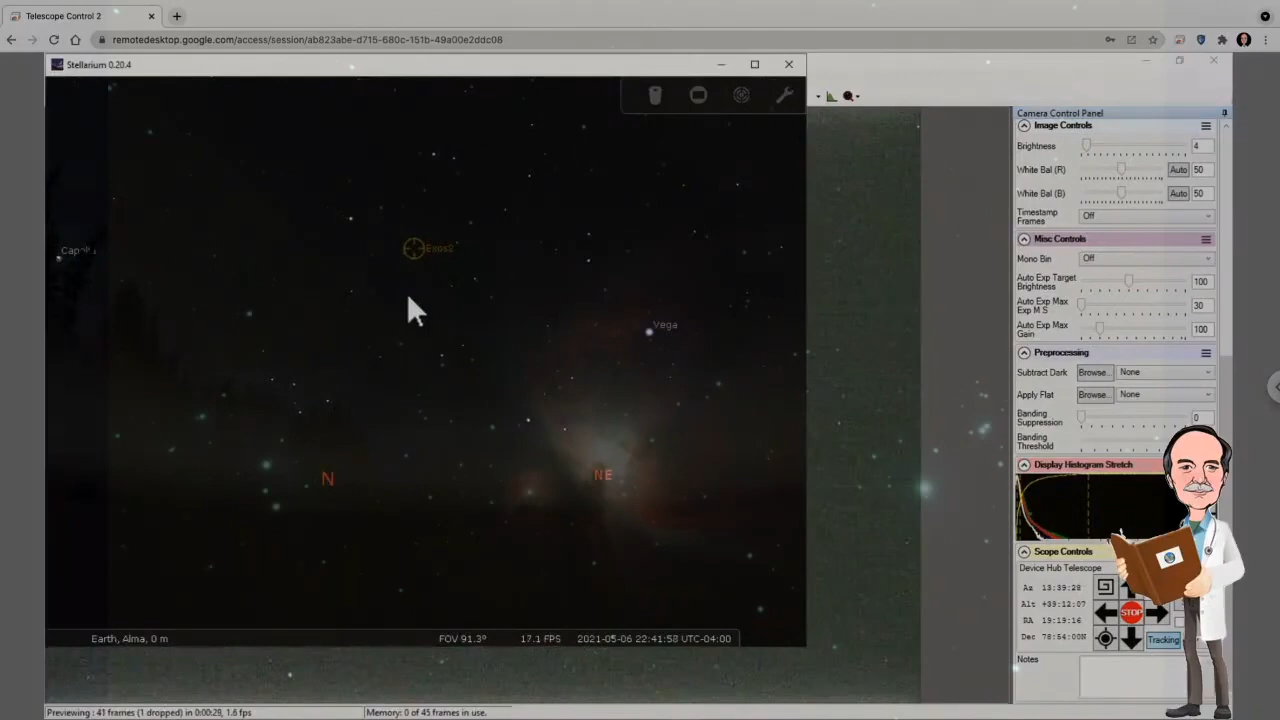 Telescope Control 2
remotedesktop.google.com/access/session/ab823abe-d715-680c-151b-49a00e2ddc08
Stellarium 0.20.4
Camera Control Panel
Image Controls
Brightness 4
White Bal (R) Auto 50
White Bal (B) Auto 50
Timestamp Frames Off
Misc Controls
Mono Bin Off
Auto Exp Target Brightness 100
Auto Exp Max Exp M S 30
Auto Exp Max Gain 100
Preprocessing
Subtract Dark Browse... None
Apply Flat Browse... None
Banding Suppression 0
Banding Threshold
Display Histogram Stretch
Scope Controls
Device Hub Telescope
Az 13:39:28
Alt +39:12:07
RA 19:19:16
Dec 78:54:00N
STOP
Tracking
Notes
Exos2
Vega
N
NE
Earth, Alma, 0 m
FOV 91.3°
17.1 FPS
2021-05-06 22:41:58 UTC-04:00
Previewing : 41 frames (1 dropped) in 0:00:29, 1.6 fps
Memory: 0 of 45 frames in use.